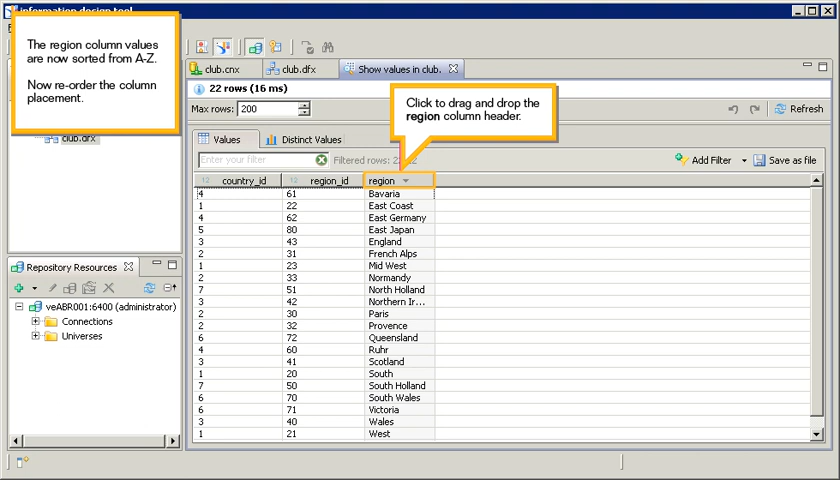 information design tool
The region column values
are now sorted from A-Z.
Now re-order the column
placement.
club.dfx
club.cnx
club.dfx
Show values in club.
22 rows (16 ms)
Max rows: 200
Refresh
Click to drag and drop the
region column header.
Values
Distinct Values
Enter your filter
Filtered rows:
Add Filter
Save as file
12 country_id 12 region_id region
4 61 Bavaria
1 22 East Coast
4 62 East Germany
5 80 East Japan
3 43 England
2 31 French Alps
1 23 Mid West
2 33 Normandy
7 51 North Holland
3 42 Northern Ir...
2 30 Paris
2 32 Provence
6 72 Queensland
4 60 Ruhr
3 41 Scotland
1 20 South
7 50 South Holland
6 70 South Wales
6 71 Victoria
3 40 Wales
1 21 West
Repository Resources
veABR001:6400 (administrator)
Connections
Universes